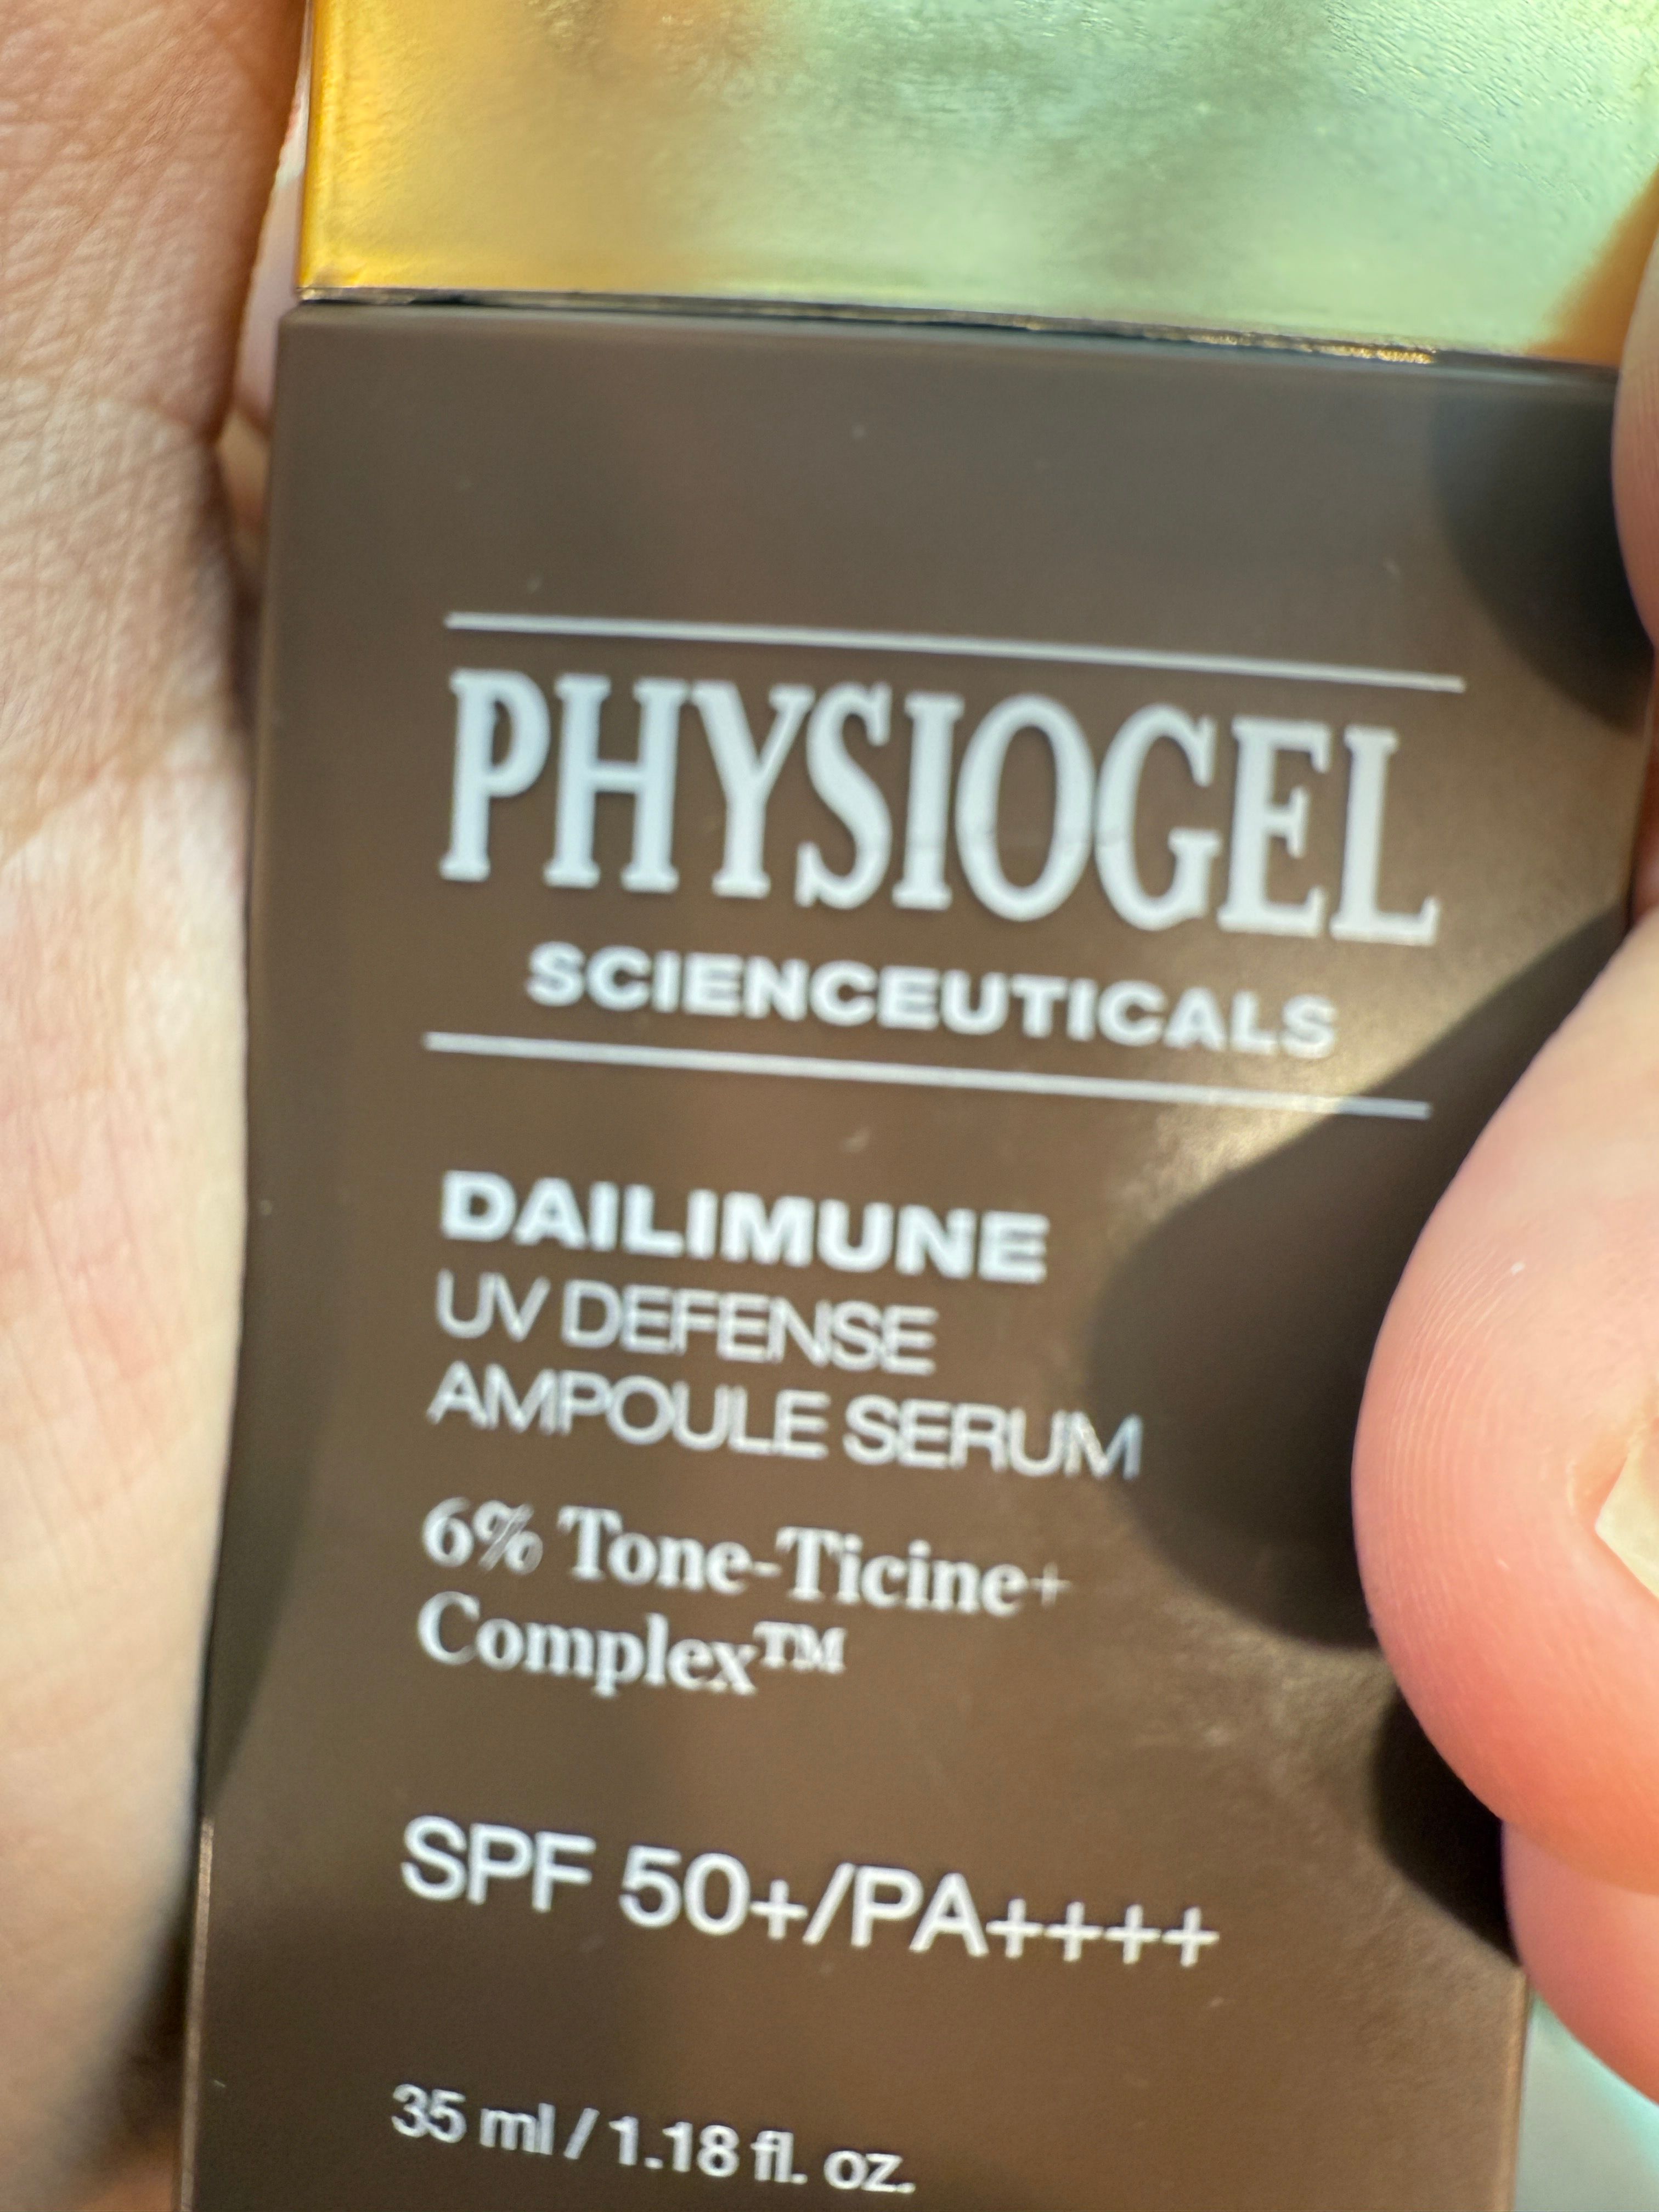 PHYSIOGEL
SCIENCEUTICALS
DAILIMUNE
UV DEFENSE
AMPOULE SERUM
6% Tone-Ticine+
Complex™
SPF 50+/PA++++
35 ml / 1.18 fl. oz.